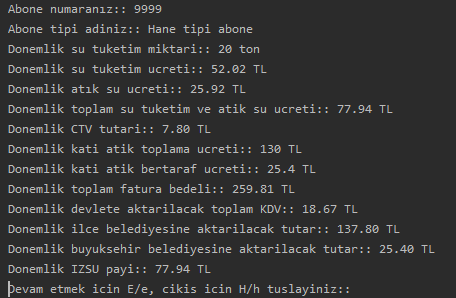 Abone numaranız:: 9999
Abone tipi adiniz:: Hane tipi abone
Donemlik su tuketim miktari:: 20 ton
Donemlik su tuketim ucreti:: 52.02 TL
Donemlik atık su ucreti:: 25.92 TL
Donemlik toplam su tuketim ve atik su ucreti:: 77.94 TL
Donemlik CTV tutari:: 7.80 TL
Donemlik kati atik toplama ucreti:: 130 TL
Donemlik kati atik bertaraf ucreti:: 25.4 TL
Donemlik toplam fatura bedeli:: 259.81 TL
Donemlik devlete aktarilacak toplam KDV:: 18.67 TL
Donemlik ilce belediyesine aktarilacak tutar:: 137.80 TL
Donemlik buyuksehir belediyesine aktarilacak tutar:: 25.40 TL
Donemlik IZSU payi:: 77.94 TL
Devam etmek icin E/e, cikis icin H/h tuslayiniz::